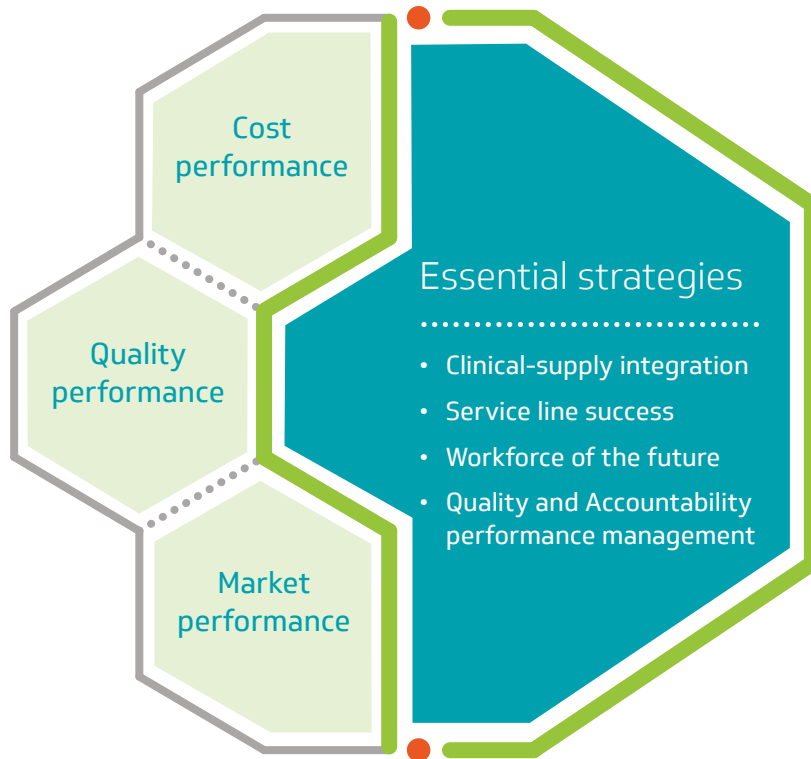 Cost
performance
Quality
performance
Market
performance
Essential strategies
• Clinical-supply integration
• Service line success
• Workforce of the future
• Quality and Accountability
performance management